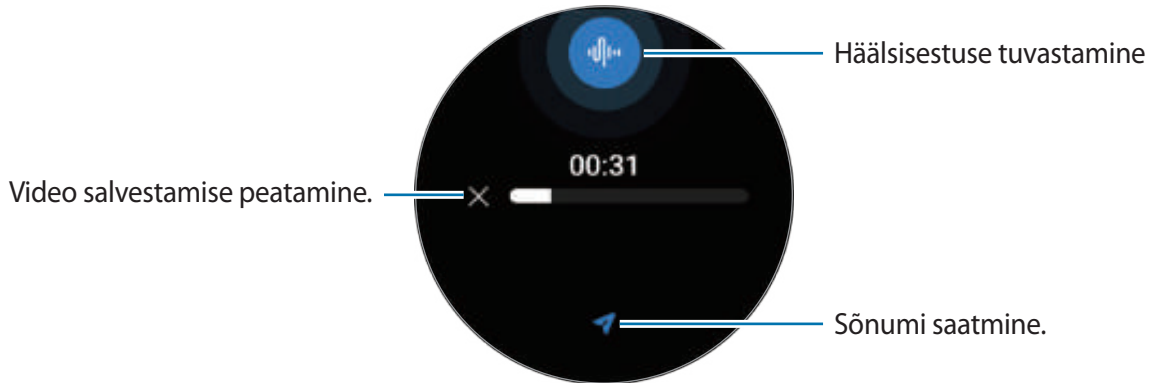 Häälsisestuse tuvastamine
00:31
Video salvestamise peatamine.
Sõnumi saatmine.